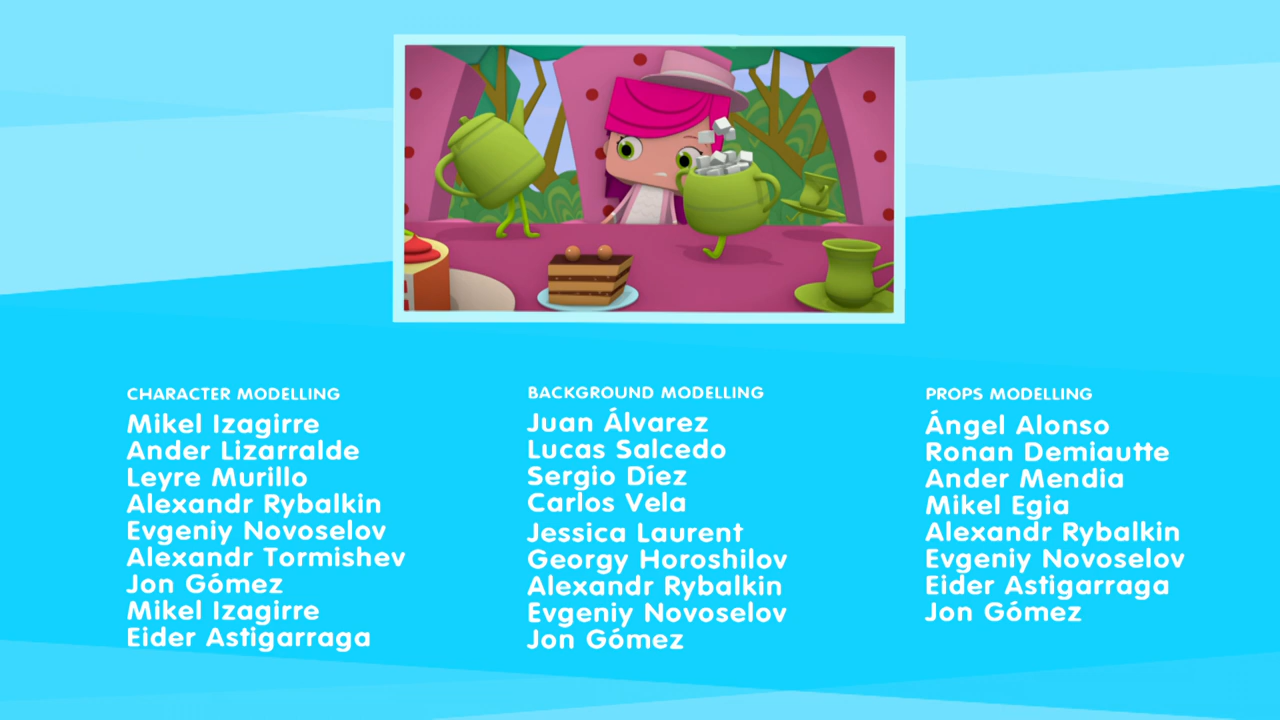 CHARACTER MODELLING
Mikel Izagirre
Ander Lizarralde
Leyre Murillo
Alexandr Rybalkin
Evgeniy Novoselov
Alexandr Tormishev
Jon Gómez
Mikel Izagirre
Eider Astigarraga
BACKGROUND MODELLING
Juan Álvarez
Lucas Salcedo
Sergio Díez
Carlos Vela
Jessica Laurent
Georgy Horoshilov
Alexandr Rybalkin
Evgeniy Novoselov
Jon Gómez
PROPS MODELLING
Ángel Alonso
Ronan Demiautte
Ander Mendia
Mikel Egia
Alexandr Rybalkin
Evgeniy Novoselov
Eider Astigarraga
Jon Gómez